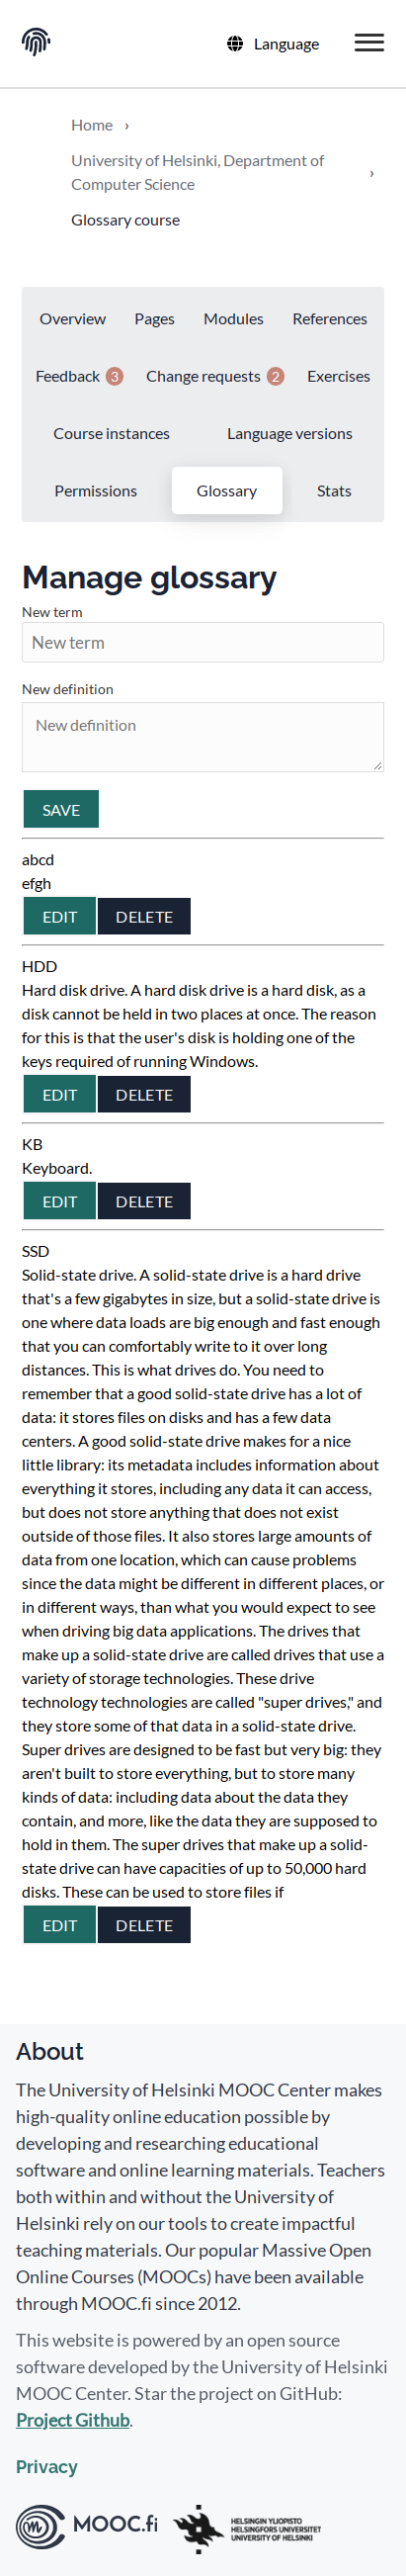 Language
Home ›
University of Helsinki, Department of
Computer Science ›
Glossary course
Overview Pages Modules References
Feedback 3 Change requests 2 Exercises
Course instances Language versions
Permissions Glossary Stats
Manage glossary
New term
New term
New definition
New definition
SAVE
abcd
efgh
EDIT DELETE
HDD
Hard disk drive. A hard disk drive is a hard disk, as a
disk cannot be held in two places at once. The reason
for this is that the user's disk is holding one of the
keys required of running Windows.
EDIT DELETE
KB
Keyboard.
EDIT DELETE
SSD
Solid-state drive. A solid-state drive is a hard drive
that's a few gigabytes in size, but a solid-state drive is
one where data loads are big enough and fast enough
that you can comfortably write to it over long
distances. This is what drives do. You need to
remember that a good solid-state drive has a lot of
data: it stores files on disks and has a few data
centers. A good solid-state drive makes for a nice
little library: its metadata includes information about
everything it stores, including any data it can access,
but does not store anything that does not exist
outside of those files. It also stores large amounts of
data from one location, which can cause problems
since the data might be different in different places, or
in different ways, than what you would expect to see
when driving big data applications. The drives that
make up a solid-state drive are called drives that use a
variety of storage technologies. These drive
technology technologies are called "super drives," and
they store some of that data in a solid-state drive.
Super drives are designed to be fast but very big: they
aren't built to store everything, but to store many
kinds of data: including data about the data they
contain, and more, like the data they are supposed to
hold in them. The super drives that make up a solid-
state drive can have capacities of up to 50,000 hard
disks. These can be used to store files if
EDIT DELETE
About
The University of Helsinki MOOC Center makes
high-quality online education possible by
developing and researching educational
software and online learning materials. Teachers
both within and without the University of
Helsinki rely on our tools to create impactful
teaching materials. Our popular Massive Open
Online Courses (MOOCs) have been available
through MOOC.fi since 2012.
This website is powered by an open source
software developed by the University of Helsinki
MOOC Center. Star the project on GitHub:
Project Github.
Privacy
MOOC.fi
HELSINGIN YLIOPISTO
HELSINGFORS UNIVERSITET
UNIVERSITY OF HELSINKI